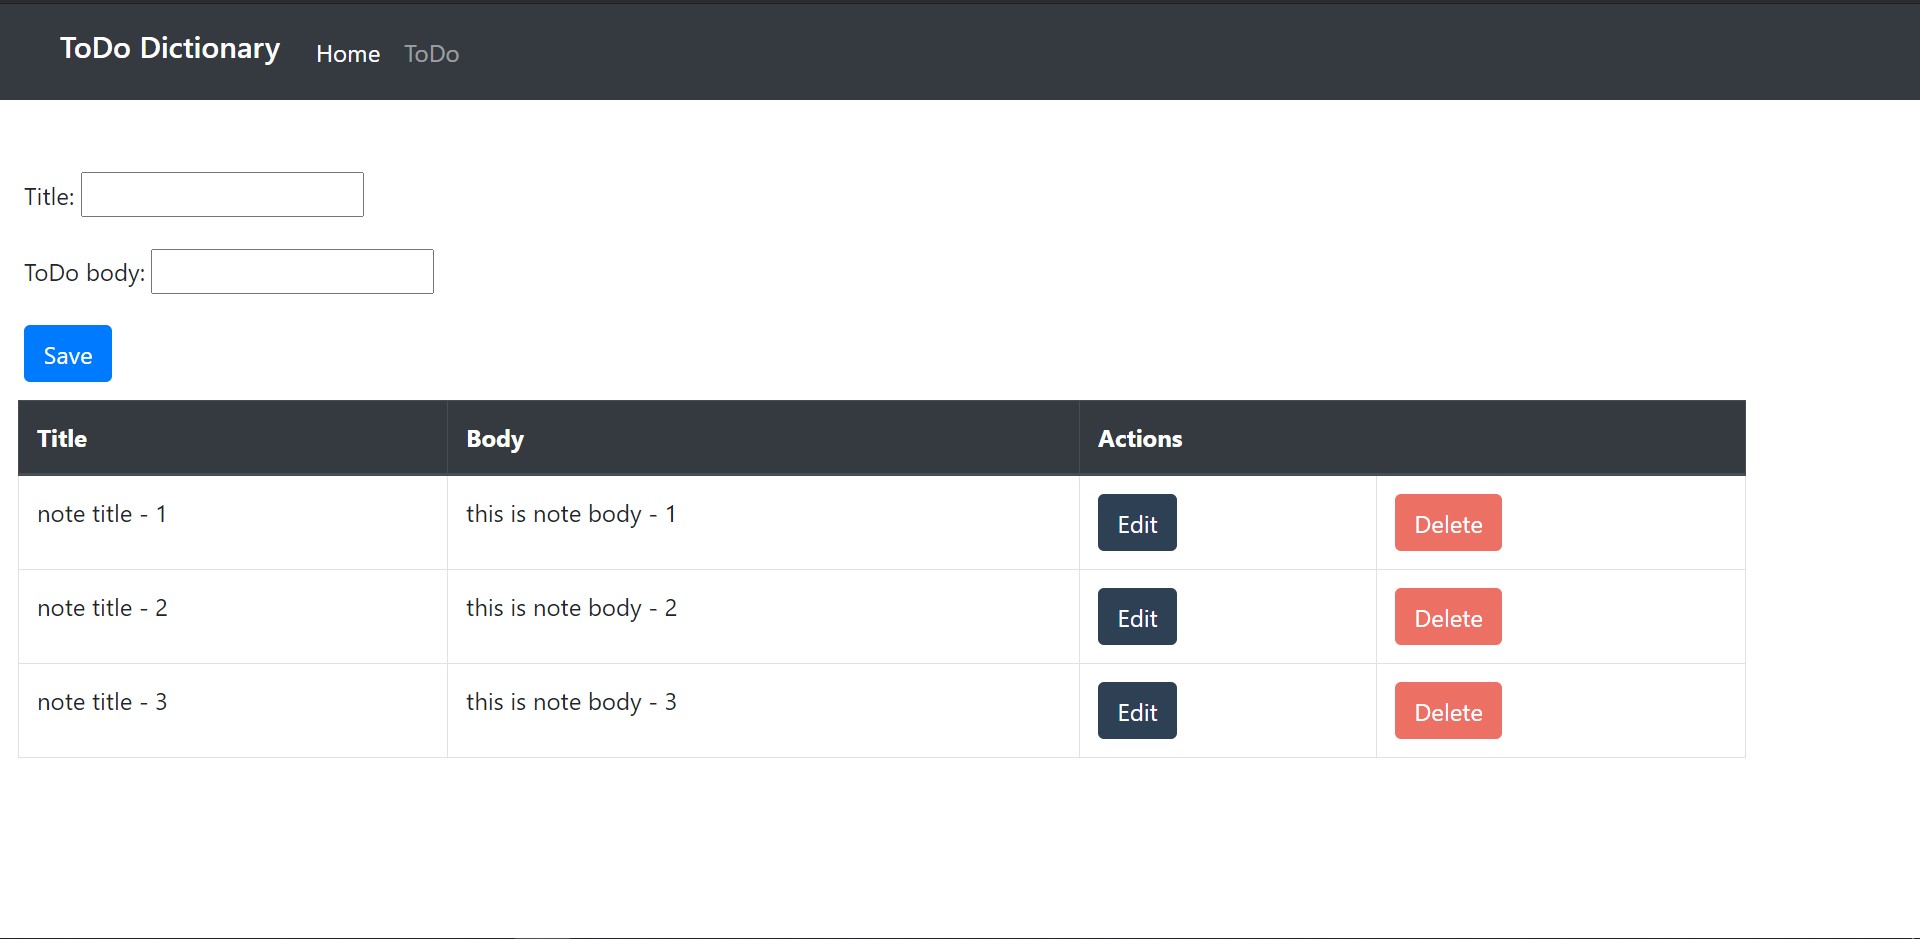 ToDo Dictionary Home ToDo
Title:
ToDo body:
Save
Title Body Actions
note title - 1 this is note body - 1 Edit Delete
note title - 2 this is note body - 2 Edit Delete
note title - 3 this is note body - 3 Edit Delete